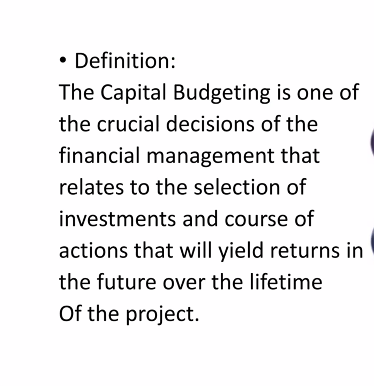 • Definition:
The Capital Budgeting is one of
the crucial decisions of the
financial management that
relates to the selection of
investments and course of
actions that will yield returns in
the future over the lifetime
Of the project.